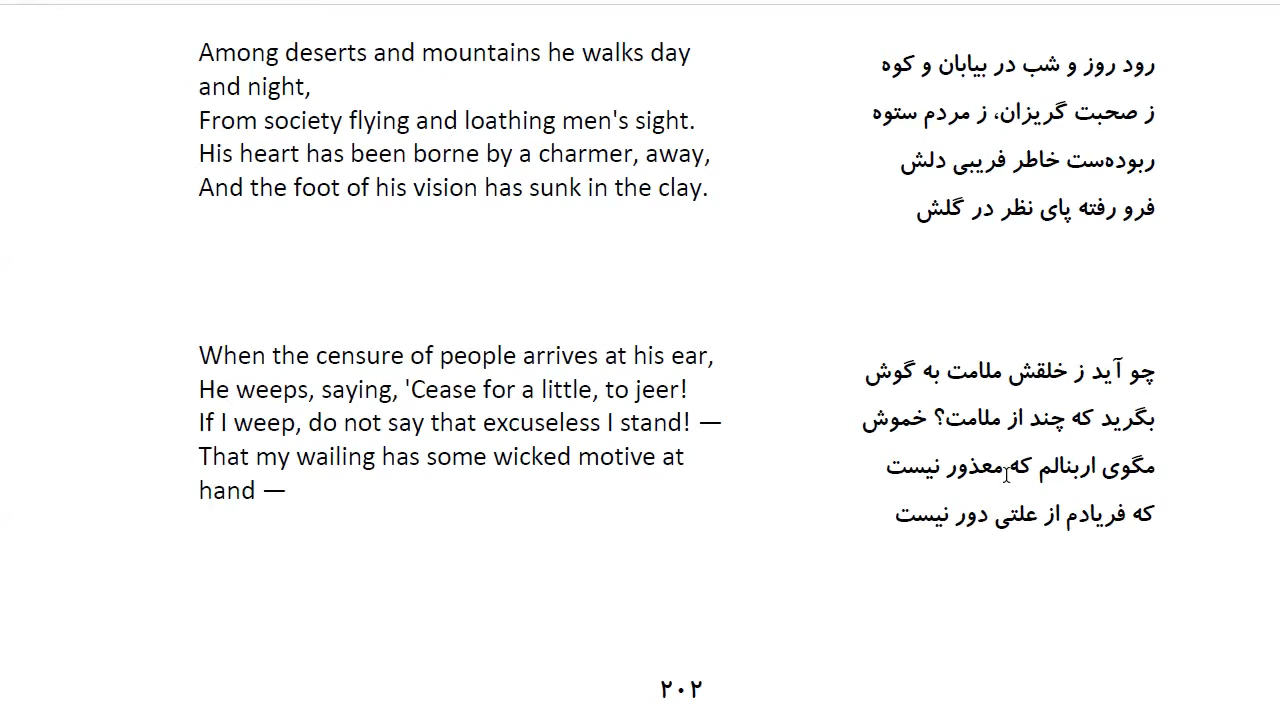 Among deserts and mountains he walks day
and night,
From society flying and loathing men's sight.
His heart has been borne by a charmer, away,
And the foot of his vision has sunk in the clay.
رود روز و شب در بیابان و کوه
ز صحبت گریزان، ز مردم ستوه
ربوده‌ست خاطر فریبی دلش
فرو رفته پای نظر در گلش
When the censure of people arrives at his ear,
He weeps, saying, 'Cease for a little, to jeer!
If I weep, do not say that excuseless I stand! —
That my wailing has some wicked motive at
hand —
چو آید ز خلقش ملامت به گوش
بگرید که چند از ملامت؟ خموش
مگوی اربنالم که معذور نیست
که فریادم از علتی دور نیست
۲۰۲